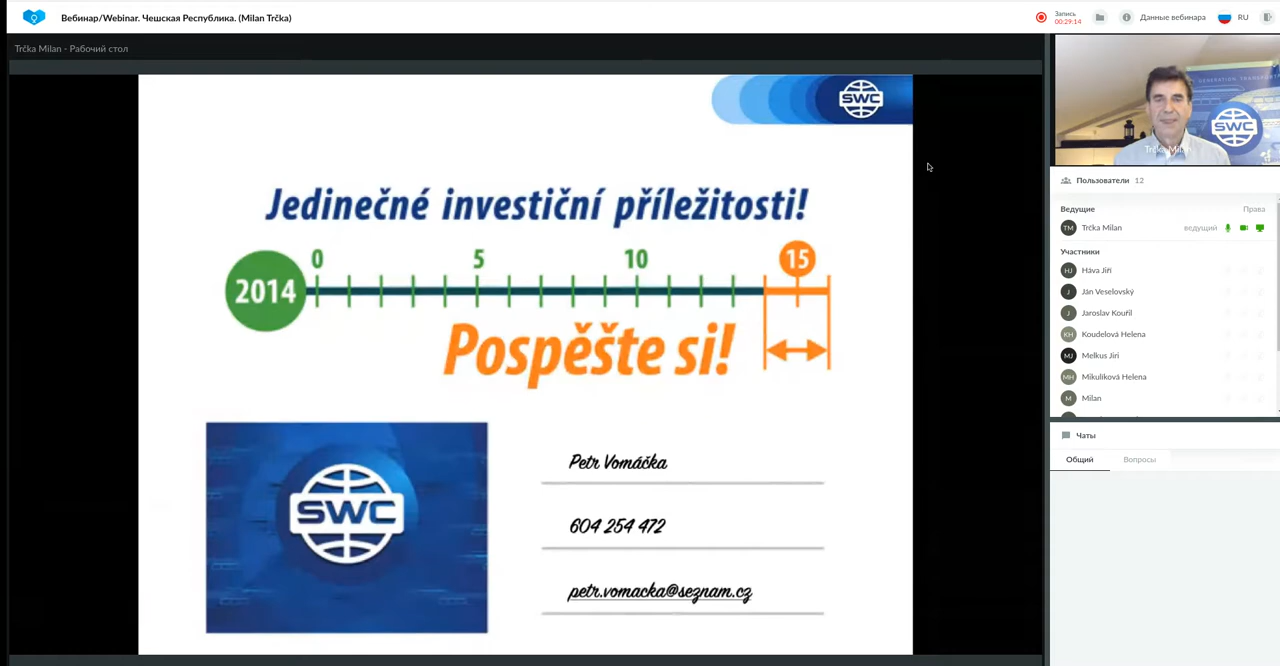 Вебинар/Webinar. Чешская Республика. (Milan Trčka)
Запись
00:29:14
Данные вебинара
RU
Trčka Milan - Рабочий стол
SWC
Jedinečné investiční příležitosti!
0 5 10 15
2014
Pospěšte si!
SWC
Petr Vomáčka
604 254 472
petr.vomacka@seznam.cz
SWC
Trčka Milan
Пользователи 12
Ведущие Права
TM Trčka Milan ведущий
Участники
HJ Háva Jiří
J Ján Veselovský
J Jaroslav Kouřil
KH Koudelová Helena
MJ Melkus Jiri
MH Mikulíková Helena
M Milan
Чаты
Общий Вопросы